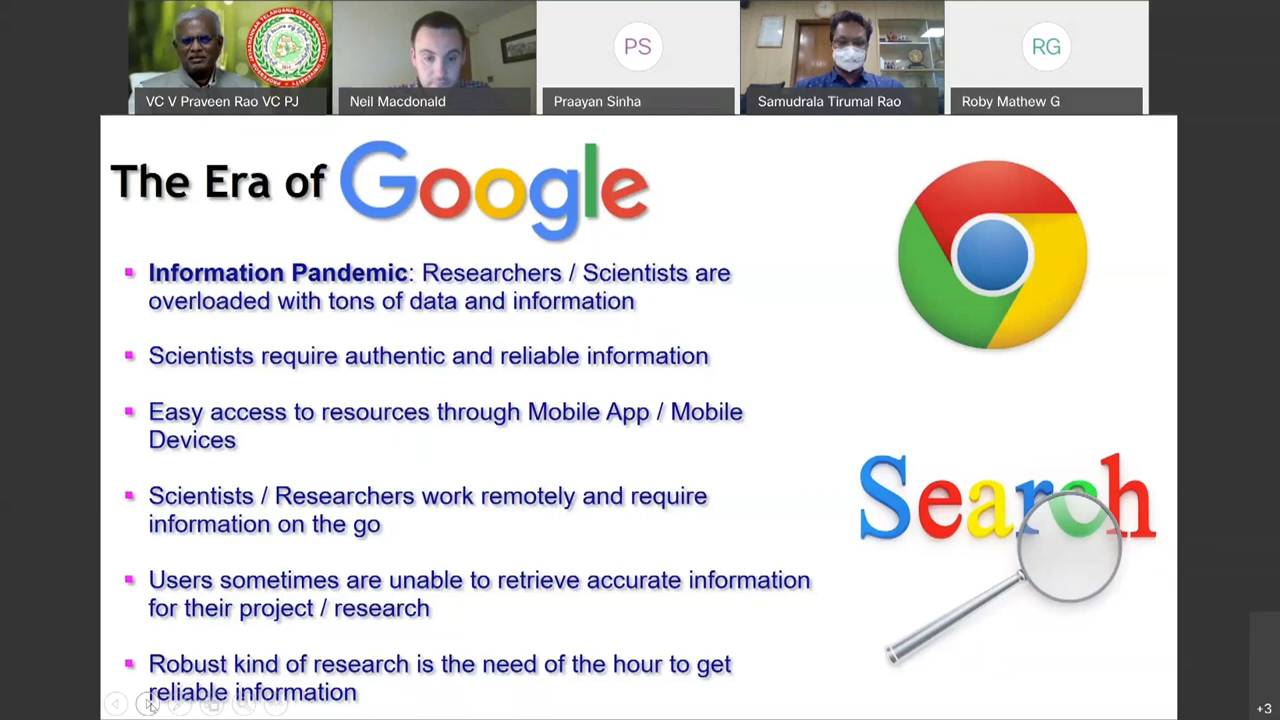 VC V Praveen Rao VC PJ
Neil Macdonald
PS
Praayan Sinha
Samudrala Tirumal Rao
RG
Roby Mathew G
The Era of Google
Information Pandemic: Researchers / Scientists are
overloaded with tons of data and information
Scientists require authentic and reliable information
Easy access to resources through Mobile App / Mobile
Devices
Scientists / Researchers work remotely and require
information on the go
Users sometimes are unable to retrieve accurate information
for their project / research
Robust kind of research is the need of the hour to get
reliable information
Search
+3